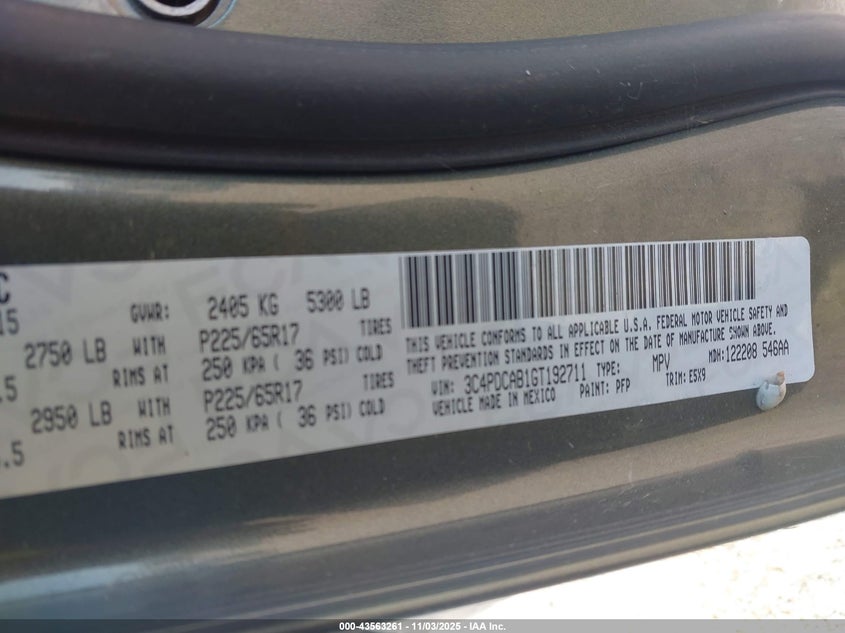 C
15
GVWR: 2405 KG 5300 LB
2750 LB WITH P225/65R17 TIRES
.5 RIMS AT 250 KPA ( 36 PSI) COLD
2950 LB WITH P225/65R17 TIRES
.5 RIMS AT 250 KPA ( 36 PSI) COLD
THIS VEHICLE CONFORMS TO ALL APPLICABLE U.S.A. FEDERAL MOTOR VEHICLE SAFETY AND
THEFT PREVENTION STANDARDS IN EFFECT ON THE DATE OF MANUFACTURE SHOWN ABOVE.
VIN: 3C4PDCAB1GT192711 TYPE: MPV MDH: 122208 546AA
VEHICLE MADE IN MEXICO PAINT: PFP TRIM: E5X9
000-43563261 - 11/03/2025 - IAA Inc.